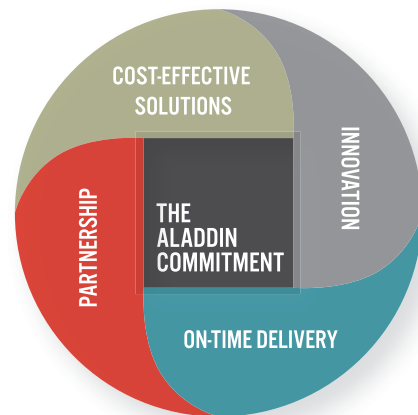 COST-EFFECTIVE
SOLUTIONS
INNOVATION
THE
ALADDIN
COMMITMENT
PARTNERSHIP
ON-TIME DELIVERY